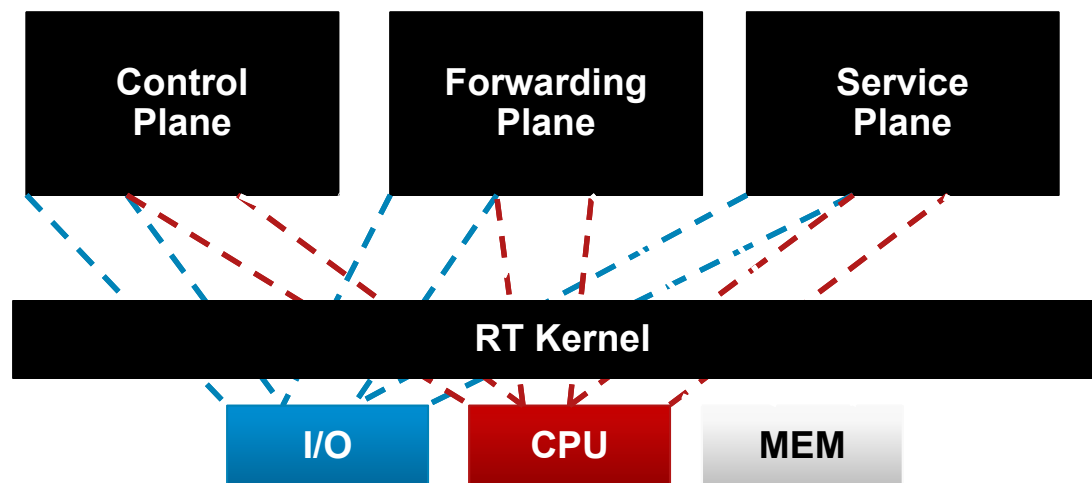 Control
Plane
Forwarding
Plane
Service
Plane
RT Kernel
I/O
CPU
MEM